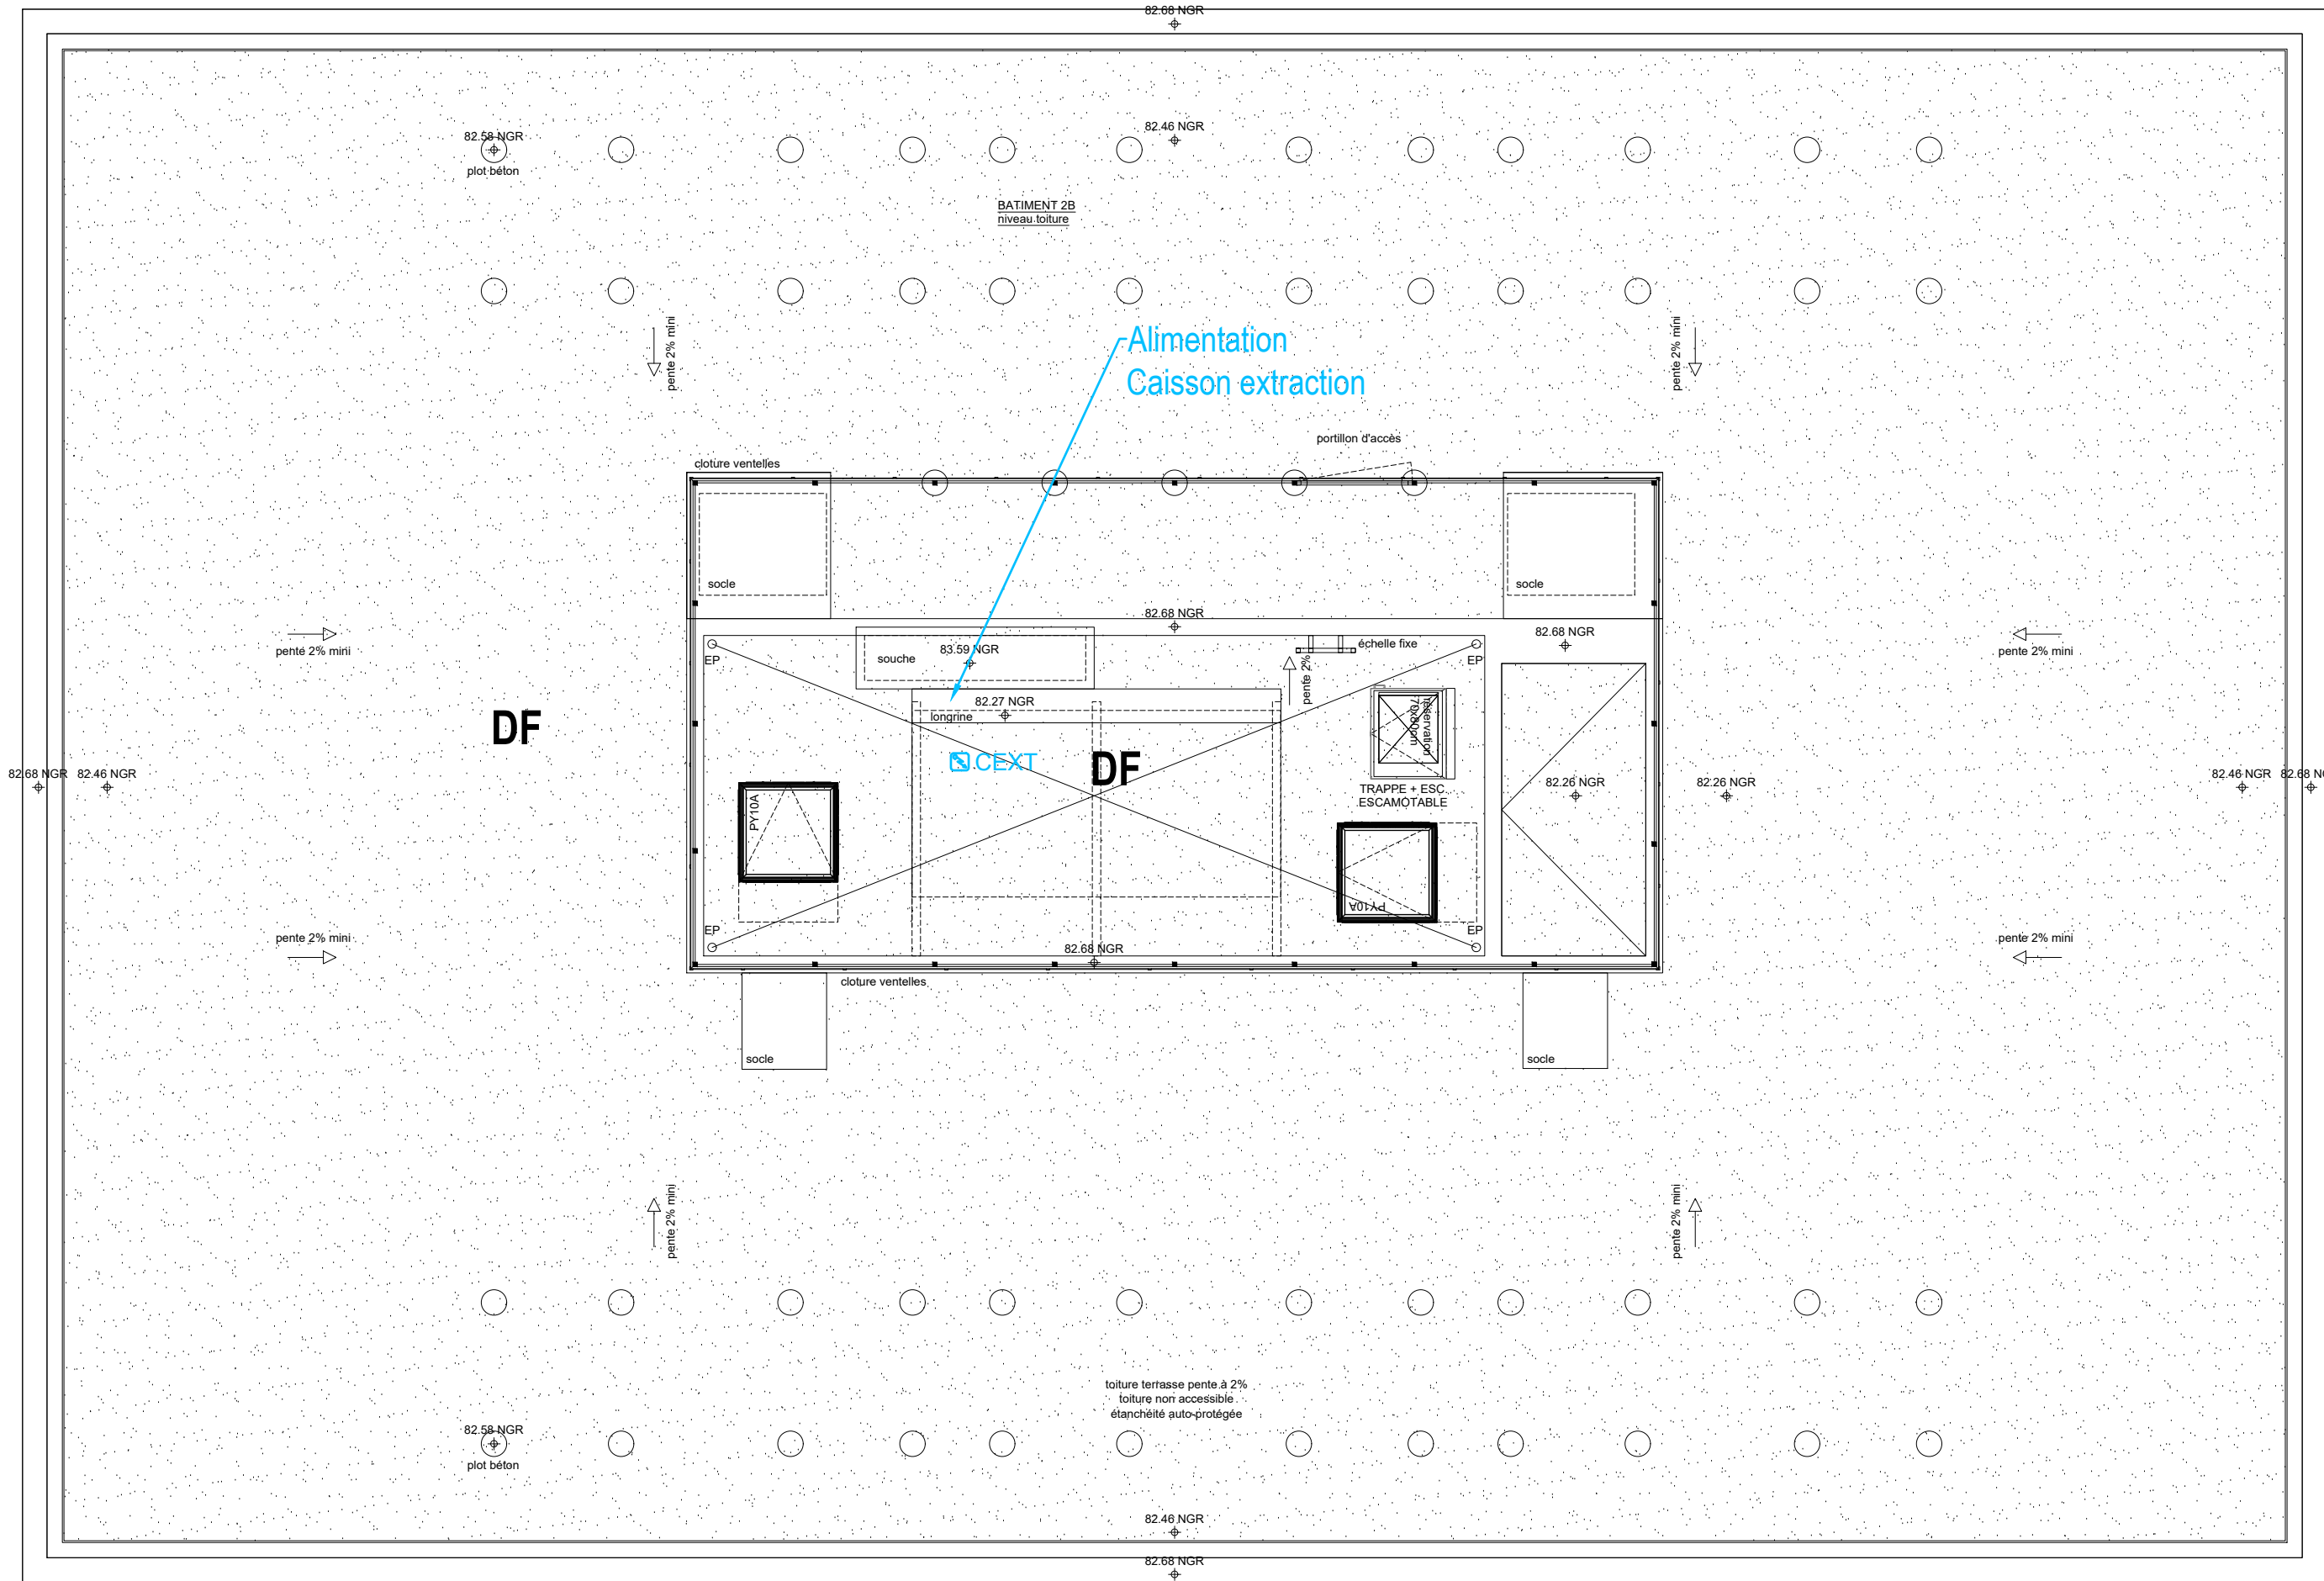 82.68 NGR
82.58 NGR
plot béton
82.46 NGR
BATIMENT 2B
niveau toiture
pente 2% mini
pente 2% mini
Alimentation
Caisson extraction
portillon d'accès
cloture ventelles
socle
socle
82.68 NGR
pente 2% mini
EP
souche
83.59 NGR
pente 2%
échelle fixe
EP
82.68 NGR
pente 2% mini
DF
82.27 NGR
longrine
réservation
70x80cm
CEXT
DF
82.68 NGR
82.46 NGR
PY10A
TRAPPE + ESC.
ESCAMOTABLE
82.26 NGR
82.26 NGR
82.46 NGR
82.68 NG
PY10A
EP
EP
pente 2% mini
82.68 NGR
pente 2% mini
cloture ventelles
socle
socle
pente 2% mini
pente 2% mini
toiture terrasse pente à 2%
toiture non accessible
étanchéité auto-protégée
82.58 NGR
plot béton
82.46 NGR
82.68 NGR